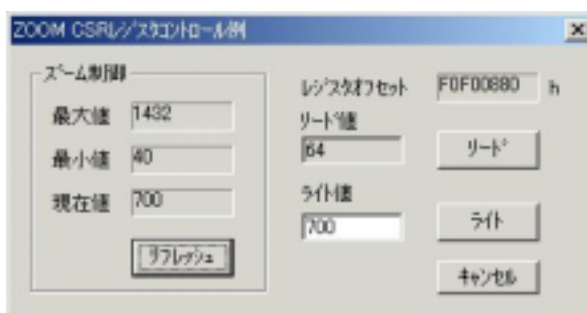 ZOOM CSRﾚｼﾞｽﾀｺﾝﾄﾛｰﾙ例
ｽﾞｰﾑ制御
最大値 1432
最小値 40
現在値 700
ﾘﾌﾚｯｼｭ
ﾚｼﾞｽﾀｵﾌｾｯﾄ F0F00880 h
ﾘｰﾄﾞ値
64 ﾘｰﾄﾞ
ﾗｲﾄ値
700 ﾗｲﾄ
ｷｬﾝｾﾙ